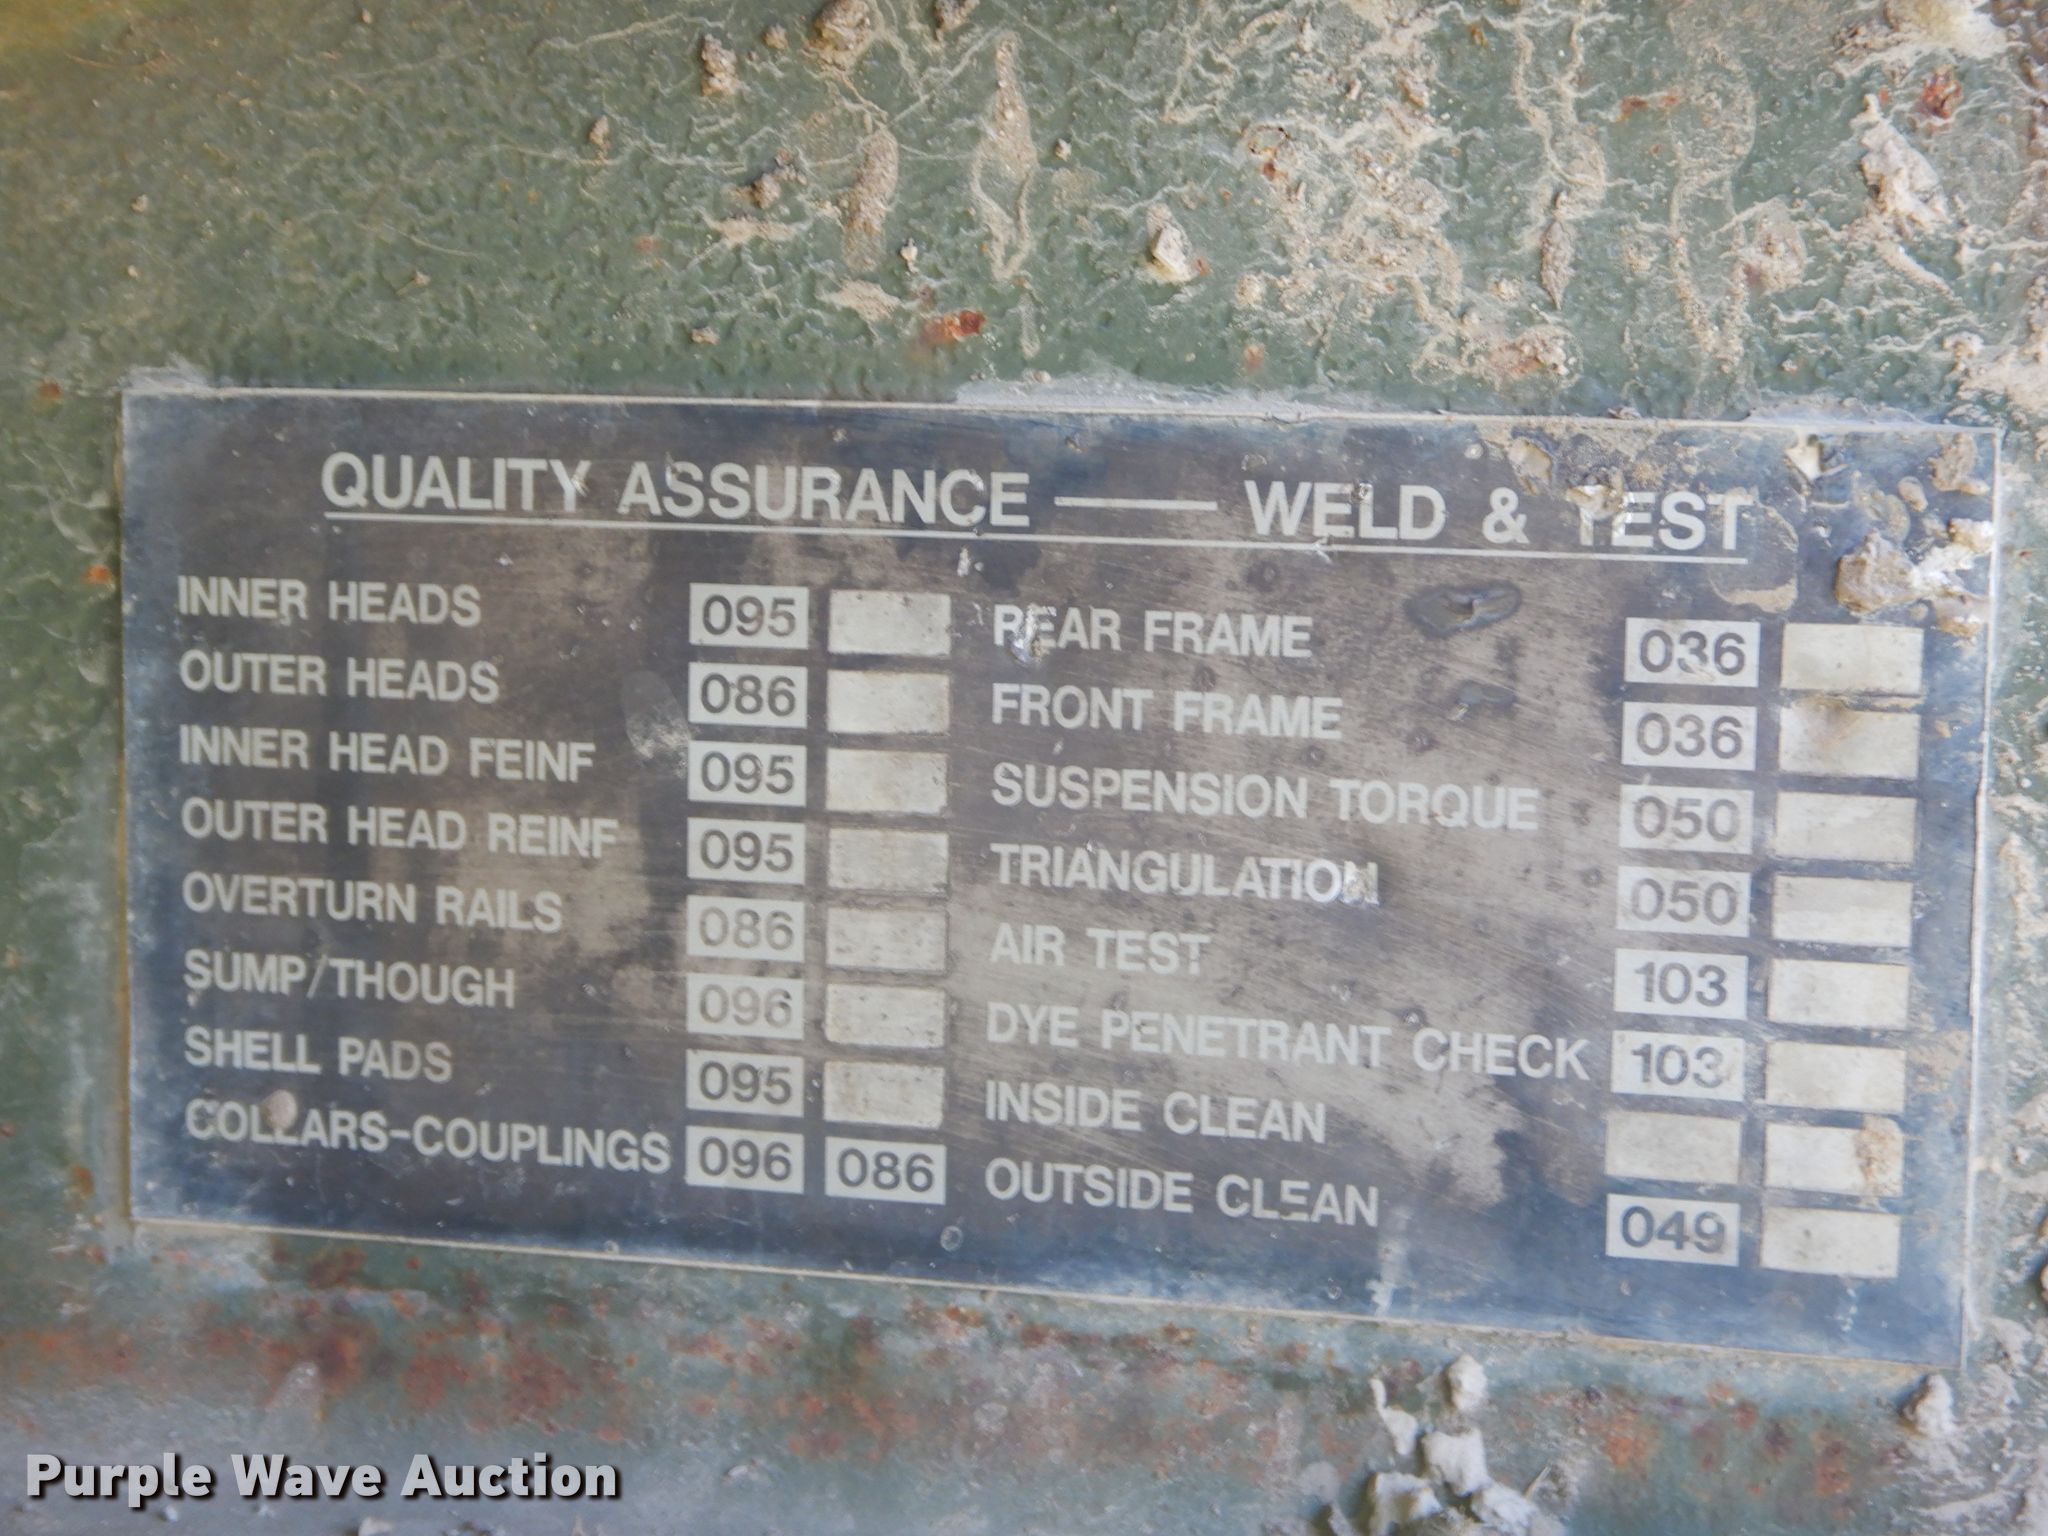 QUALITY ASSURANCE — WELD & TEST
INNER HEADS 095
OUTER HEADS 086
INNER HEAD FEINF 095
OUTER HEAD REINF 095
OVERTURN RAILS 086
SUMP/THOUGH 096
SHELL PADS 095
COLLARS-COUPLINGS 096 086
REAR FRAME 036
FRONT FRAME 036
SUSPENSION TORQUE 050
TRIANGULATION 050
AIR TEST 103
DYE PENETRANT CHECK 103
INSIDE CLEAN
OUTSIDE CLEAN 049
Purple Wave Auction